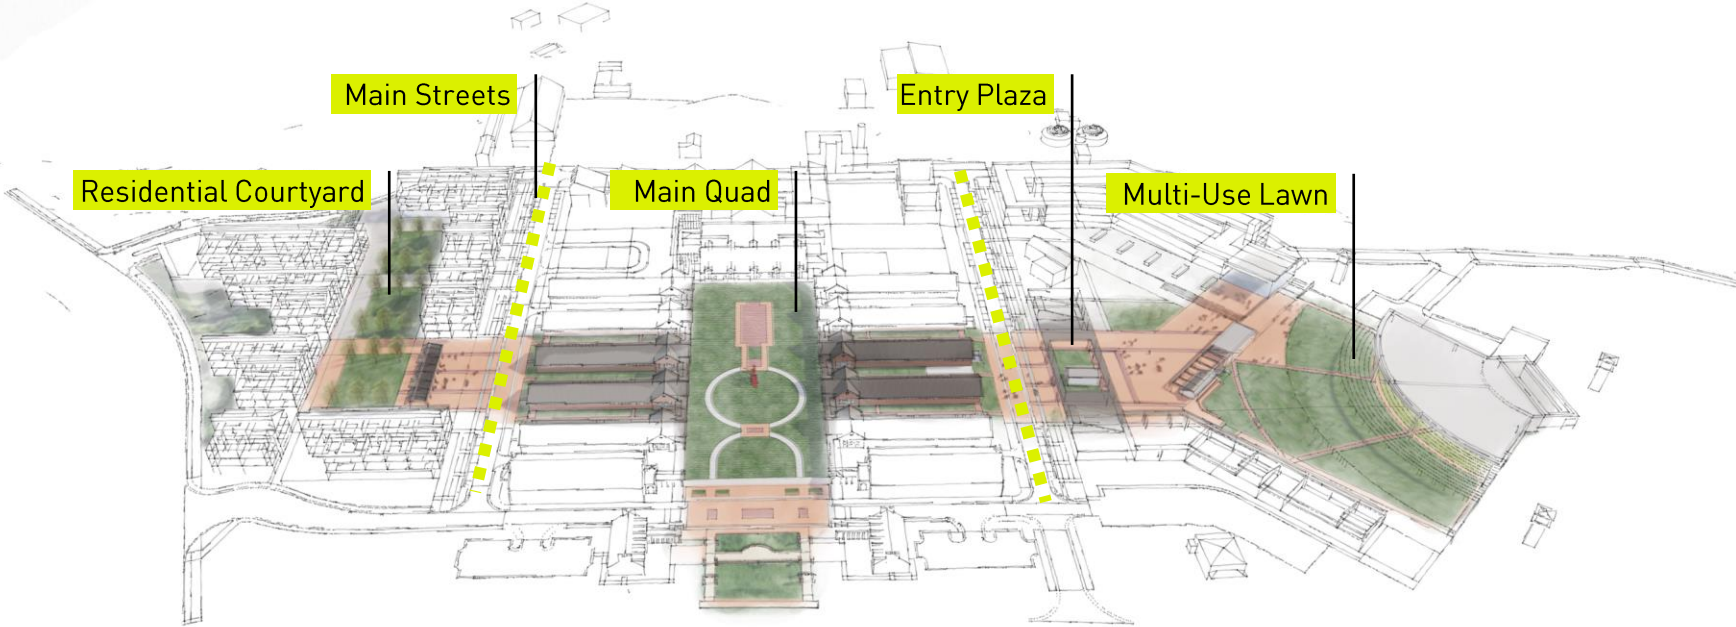 Main Streets
Entry Plaza
Residential Courtyard
Main Quad
Multi-Use Lawn